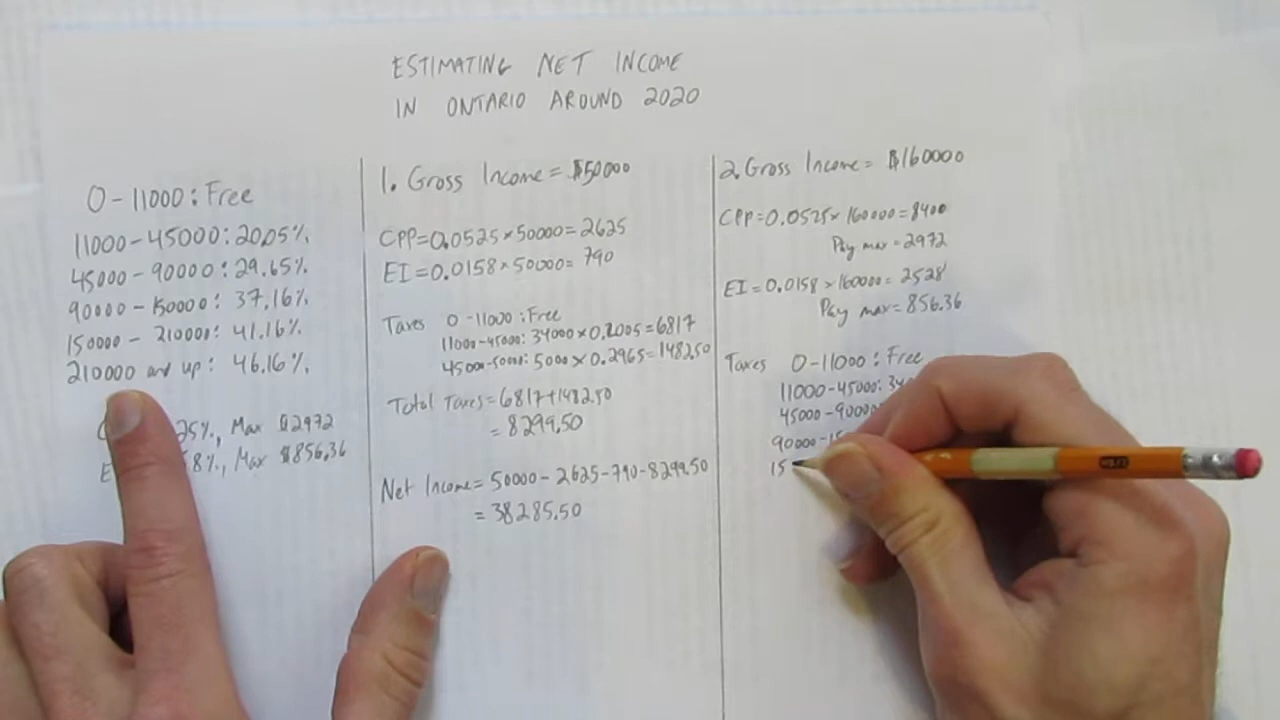 ESTIMATING NET INCOME
IN ONTARIO AROUND 2020
0-11000: Free
11000-45000: 20.05%
45000-90000: 29.65%
90000-150000: 37.16%
150000-210000: 41.16%
210000 and up: 46.16%
25%, Max $2972
8%, Max $856.36
1. Gross Income = $50000
CPP=0.0525×50000=2625
EI=0.0158×50000=790
Taxes 0-11000: Free
11000-45000: 34000×0.2005=6817
45000-50000: 5000×0.2965=1482.50
Total Taxes=6817+1482.50
=8299.50
Net Income=50000-2625-790-8299.50
=38285.50
2. Gross Income= $160000
CPP=0.0525×160000=8400
Pay max=2972
EI=0.0158×160000=2528
Pay max=856.36
Taxes 0-11000: Free
11000-45000: 34
45000-90000
90000-15
15